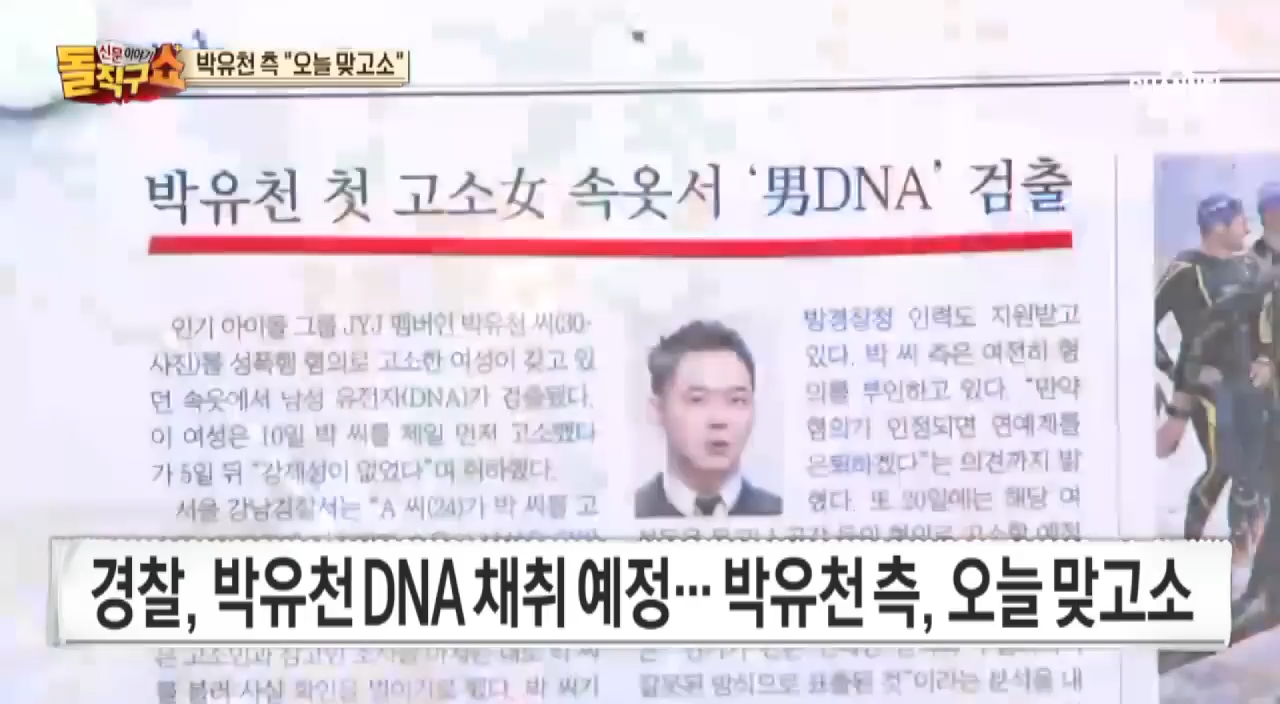 신문이야기
돌직구쇼+
박유천 측 "오늘 맞고소"
CHANNEL
박유천 첫 고소女 속옷서 '男DNA' 검출
인기 아이돌 그룹 JYJ 멤버인 박유천 씨(30·
사진)를 성폭행 혐의로 고소한 여성이 갖고 있
던 속옷에서 남성 유전자(DNA)가 검출됐다.
이 여성은 10일 박 씨를 제일 먼저 고소했다
가 5일 뒤 "강제성이 없었다"며 취하했다.
서울 강남경찰서는 "A 씨(24)가 박 씨를 고
방경찰청 인력도 지원받고
있다. 박 씨 측은 여전히 혐
의를 부인하고 있다. "만약
혐의가 인정되면 연예계를
은퇴하겠다"는 의견까지 밝
혔다. 또 20일에는 해당 여
경찰, 박유천 DNA 채취 예정… 박유천 측, 오늘 맞고소
를 불러 사실 확인을 벌이기로 했다. 박 씨가
잘못된 방식으로 표출된 것"이라는 분석을 내